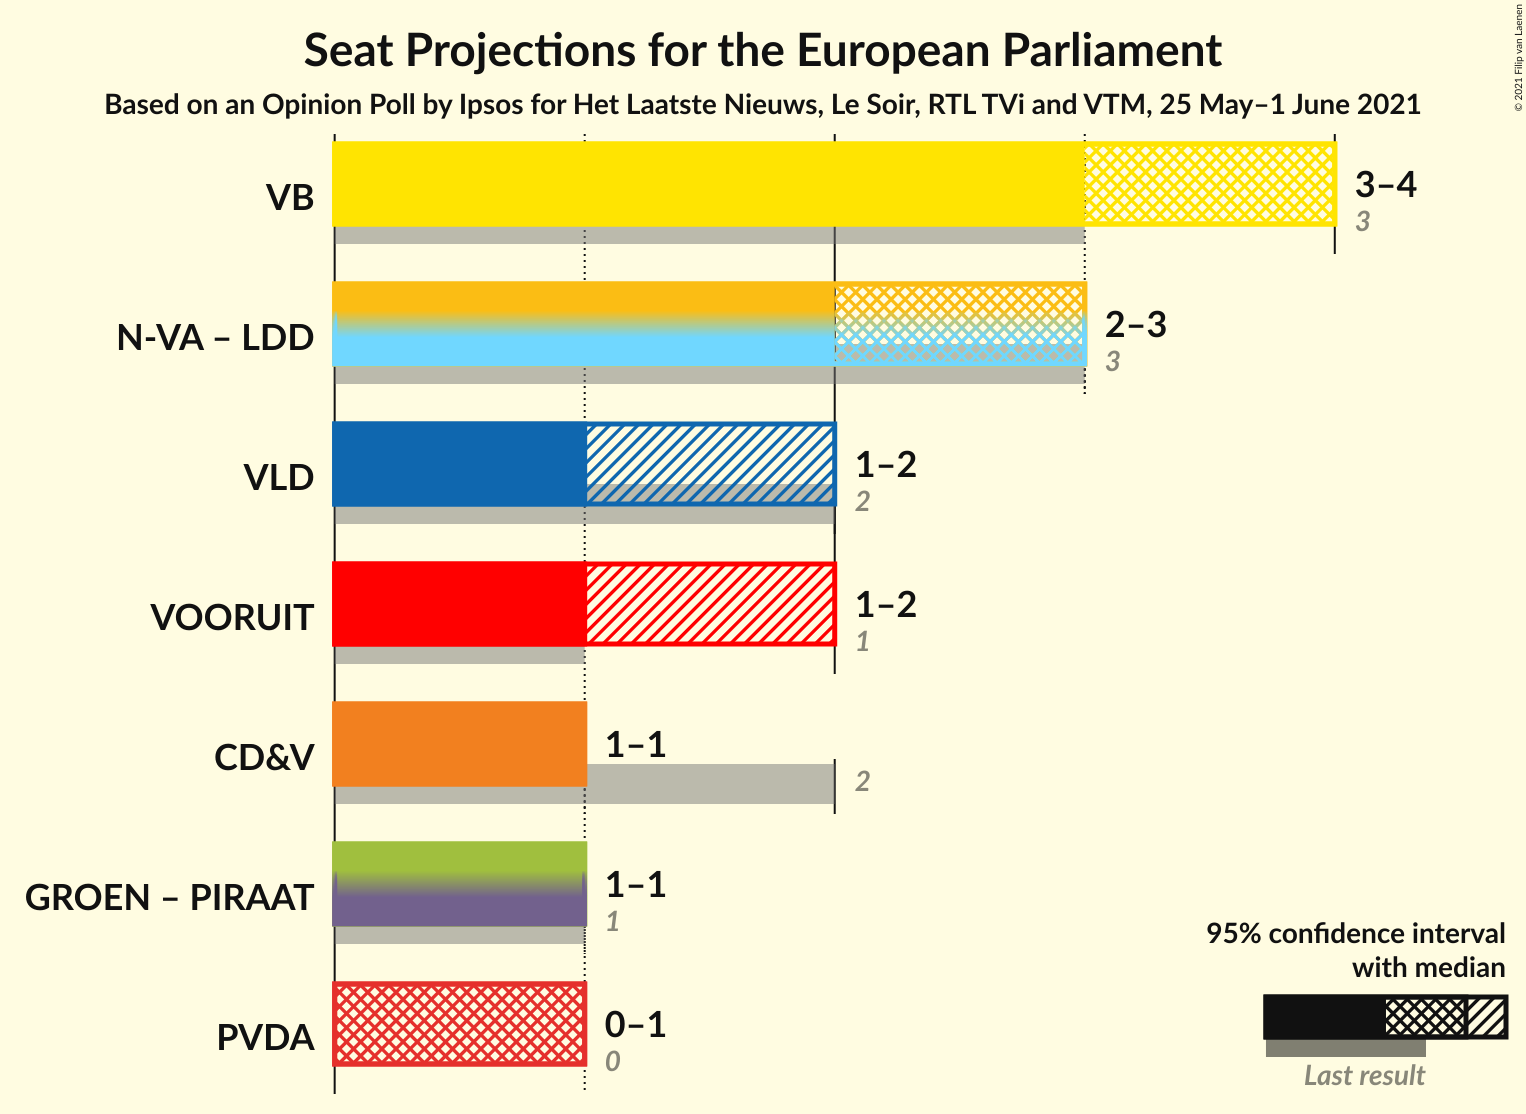 Seat Projections for the European Parliament
Based on an Opinion Poll by Ipsos for Het Laatste Nieuws, Le Soir, RTL TVi and VTM, 25 May–1 June 2021
© 2021 Filip van Laenen
VB
3–4
3
N-VA – LDD
2–3
3
VLD
1–2
2
VOORUIT
1–2
1
CD&V
1–1
2
GROEN – PIRAAT
1–1
1
PVDA
0–1
0
95% confidence interval
with median
Last result